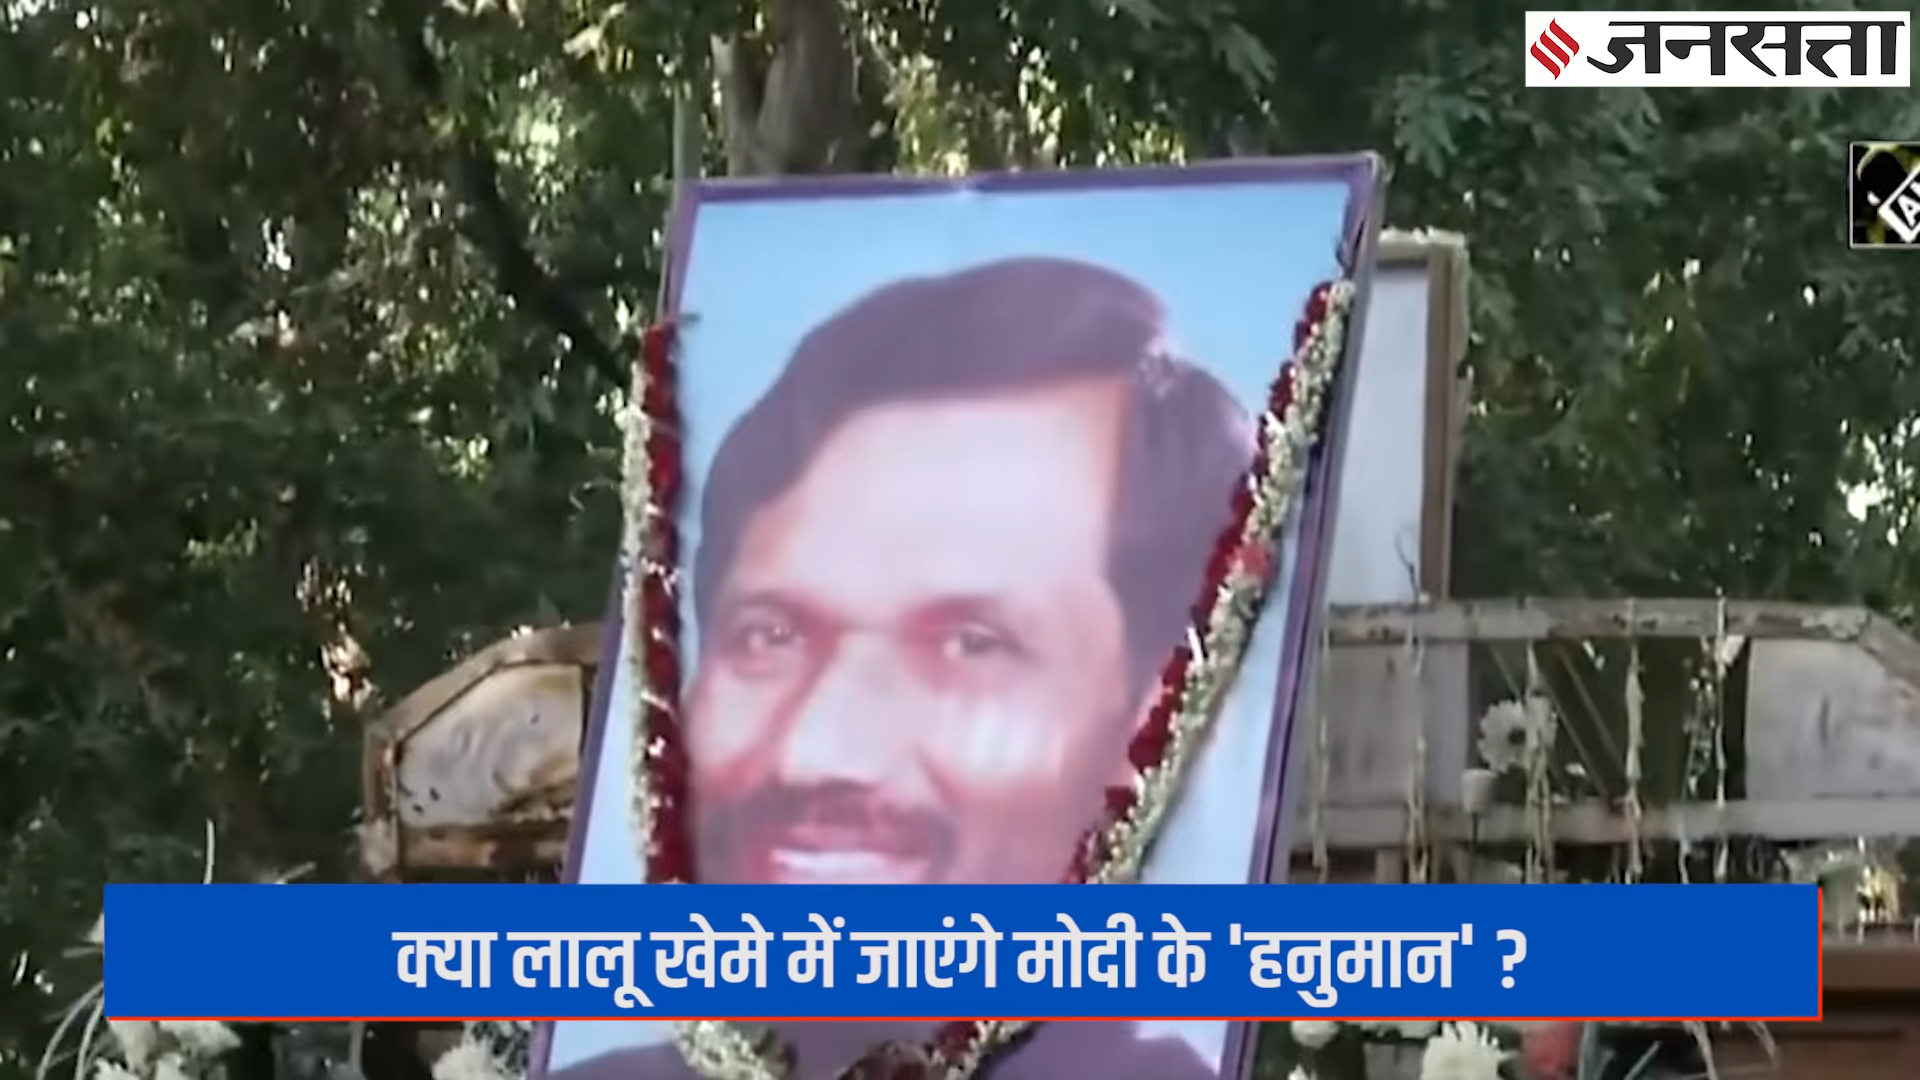 जनसत्ता
क्या लालू खेमे में जाएंगे मोदी के 'हनुमान' ?